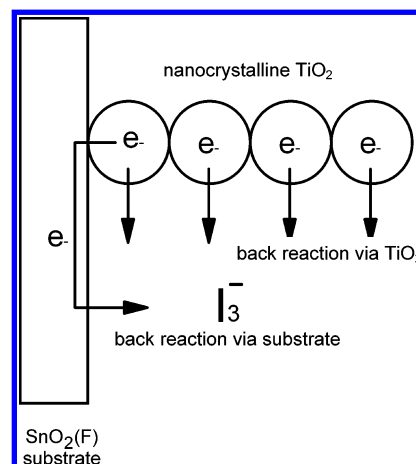 nanocrystalline TiO₂
e- e- e- e-
e-
back reaction via TiO₂
I₃⁻
back reaction via substrate
SnO₂(F)
substrate